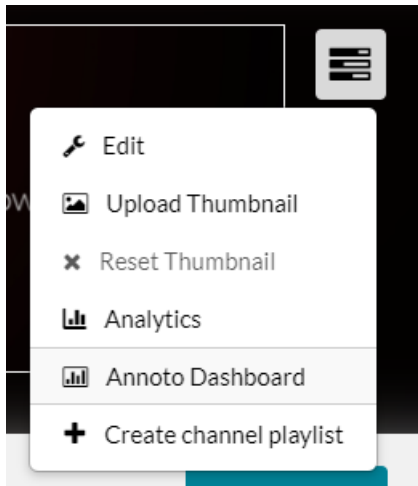 Edit
Upload Thumbnail
Reset Thumbnail
Analytics
Annoto Dashboard
Create channel playlist